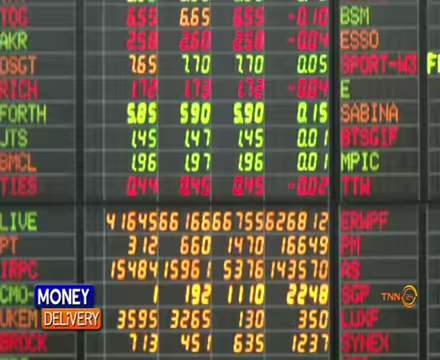 TOG 6.55 6.65 6.55 -0.10 BSM
AKR 2.58 2.60 2.58 -0.04 ESSO
DSGT 7.65 7.70 7.70 0.05 SPORT-W3
RICH 1.72 1.73 1.72 -0.04 E
FORTH 5.85 5.90 5.90 0.15 SABINA
JTS 1.45 1.47 1.45 0.01 BTSGIF
BMCL 1.96 1.97 1.96 0.01 MPIC
TIES 0.44 0.45 0.45 -0.02 TTW
LIVE 41645661666675562681 2 ERWPF
PT 312 660 1470 16649 PM
IRPC 15484 15961 5376 143570 AS
CMO- 1 192 1110 2248 SGP
UKEM 3595 3265 130 350 LUXF
BROCK 713 451 635 1237 SYNEX
MONEY
DELIVERY
TNN 24